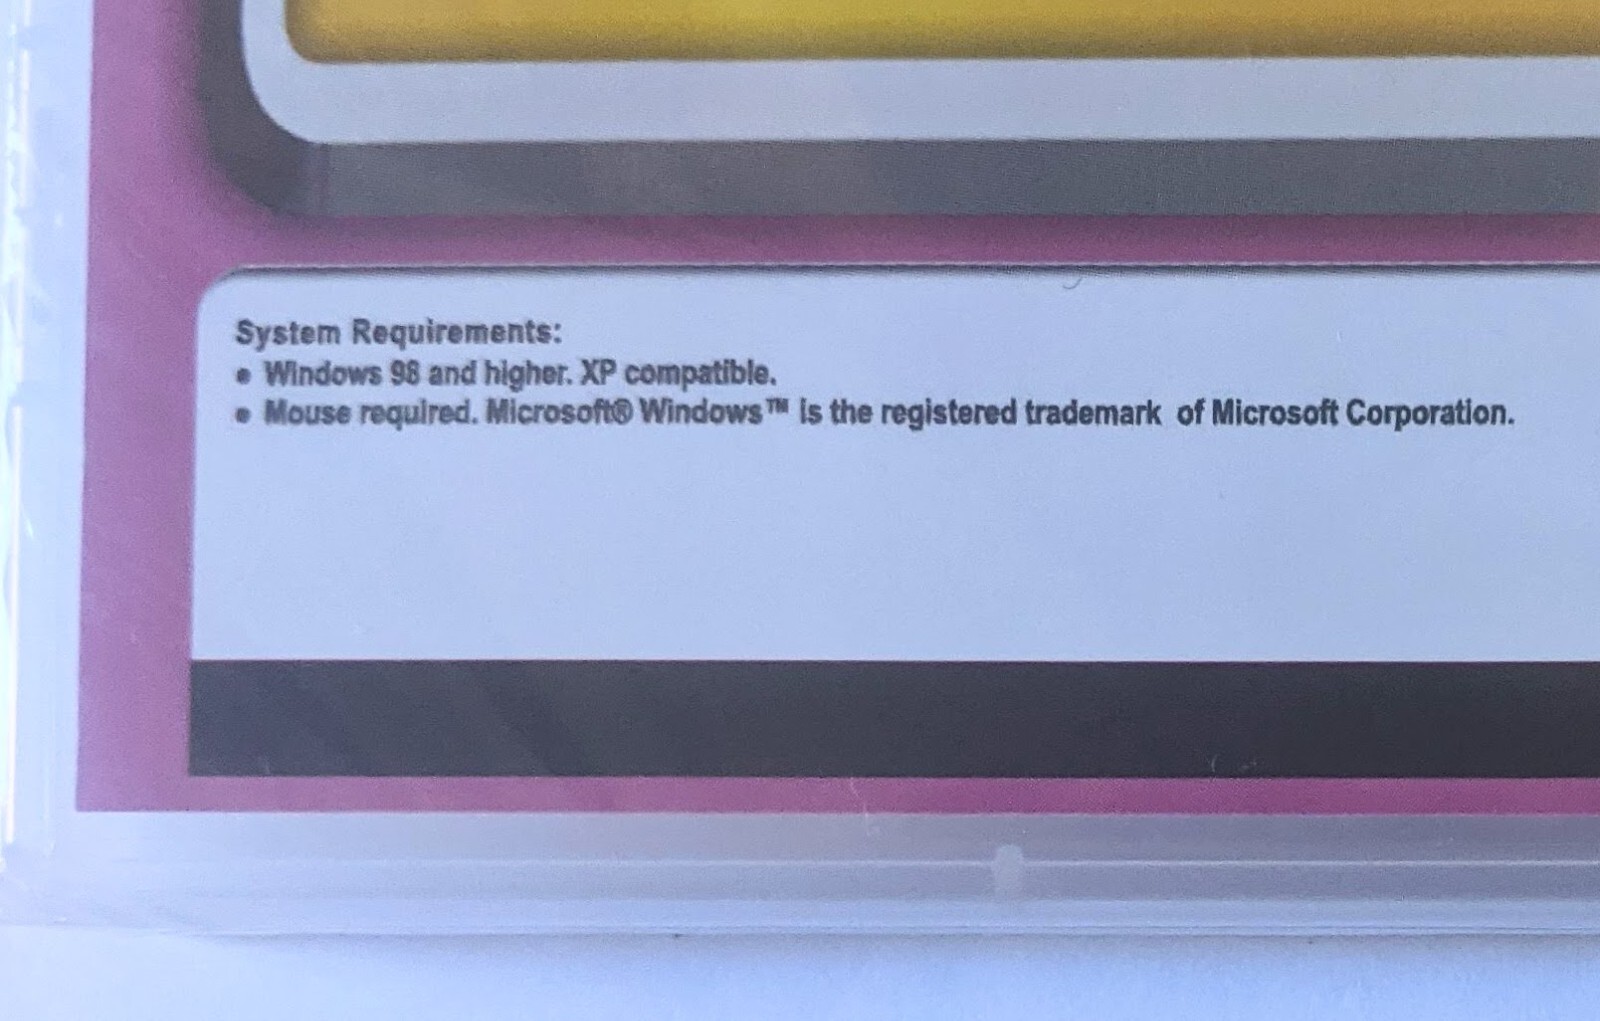 System Requirements:
• Windows 98 and higher. XP compatible.
• Mouse required. Microsoft® Windows™ is the registered trademark of Microsoft Corporation.